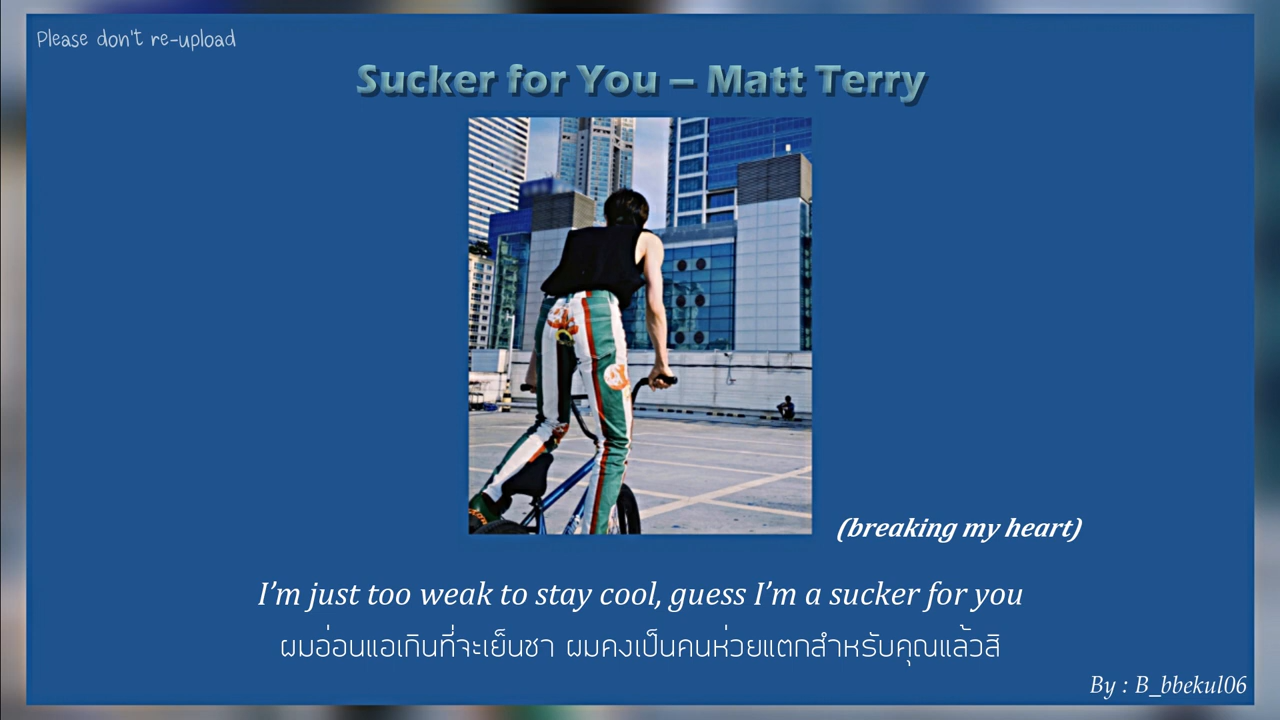 Please don't re-upload
Sucker for You – Matt Terry
(breaking my heart)
I'm just too weak to stay cool, guess I'm a sucker for you
ผมอ่อนแอเกินที่จะเย็นชา ผมคงเป็นคนห่วยแตกสำหรับคุณแล้วสิ
By : B_bbekul06